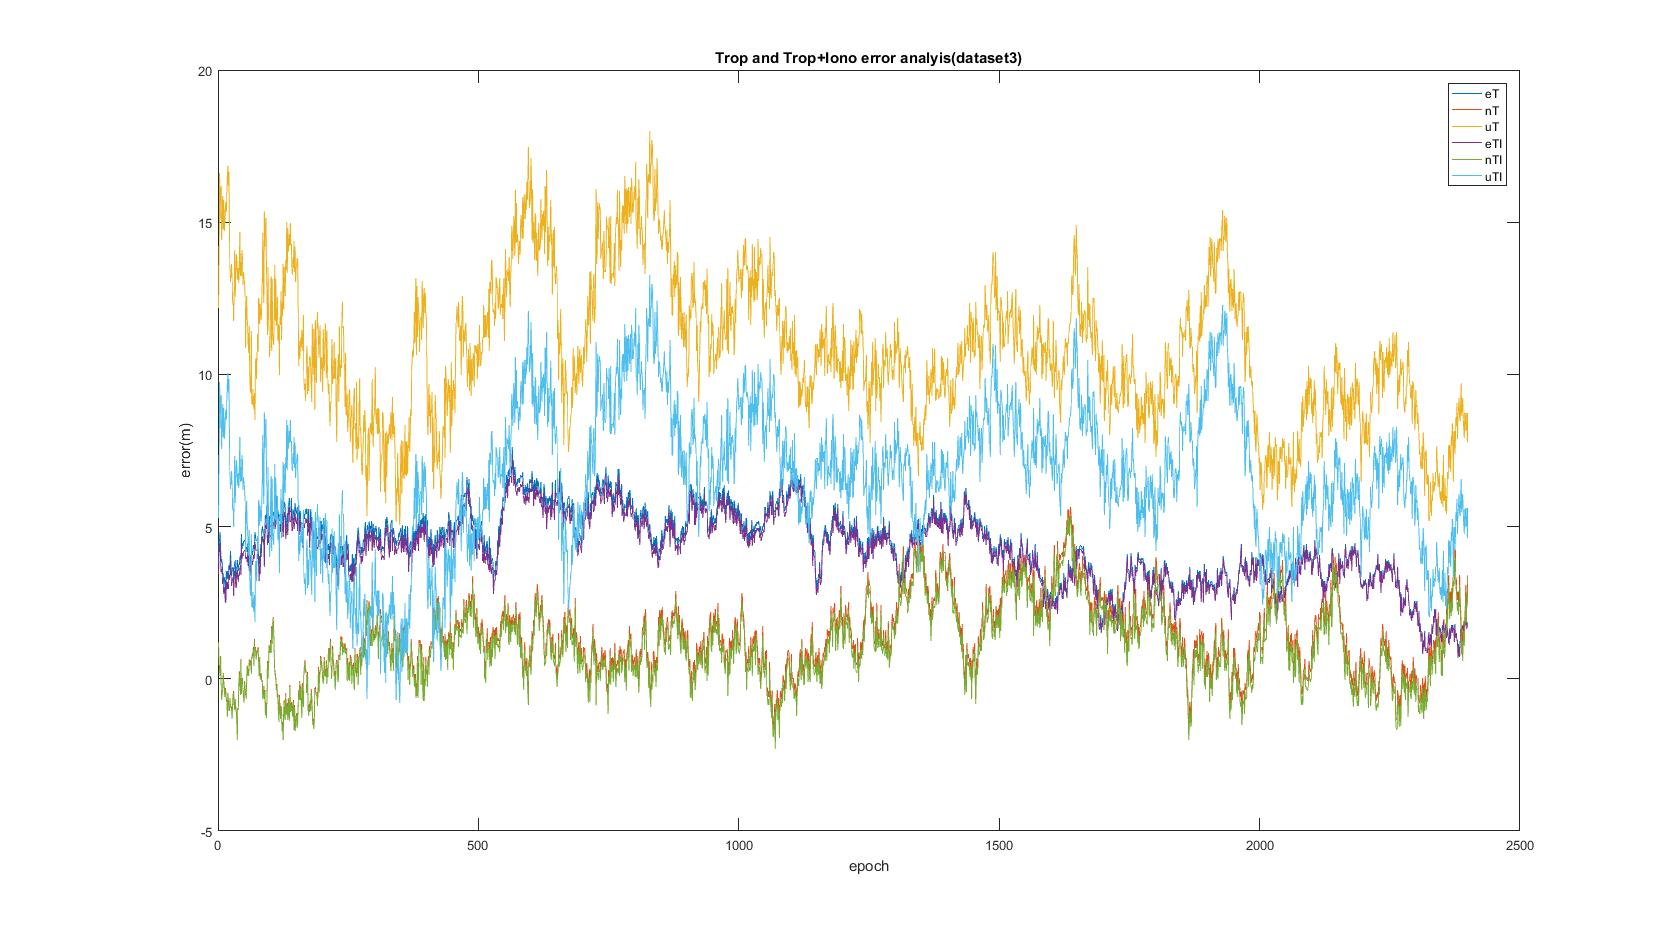 Trop and Trop+Iono error analyis(dataset3)
20
15
10
5
0
-5
error(m)
0 500 1000 1500 2000 2500
epoch
eT
nT
uT
eTI
nTI
uTI